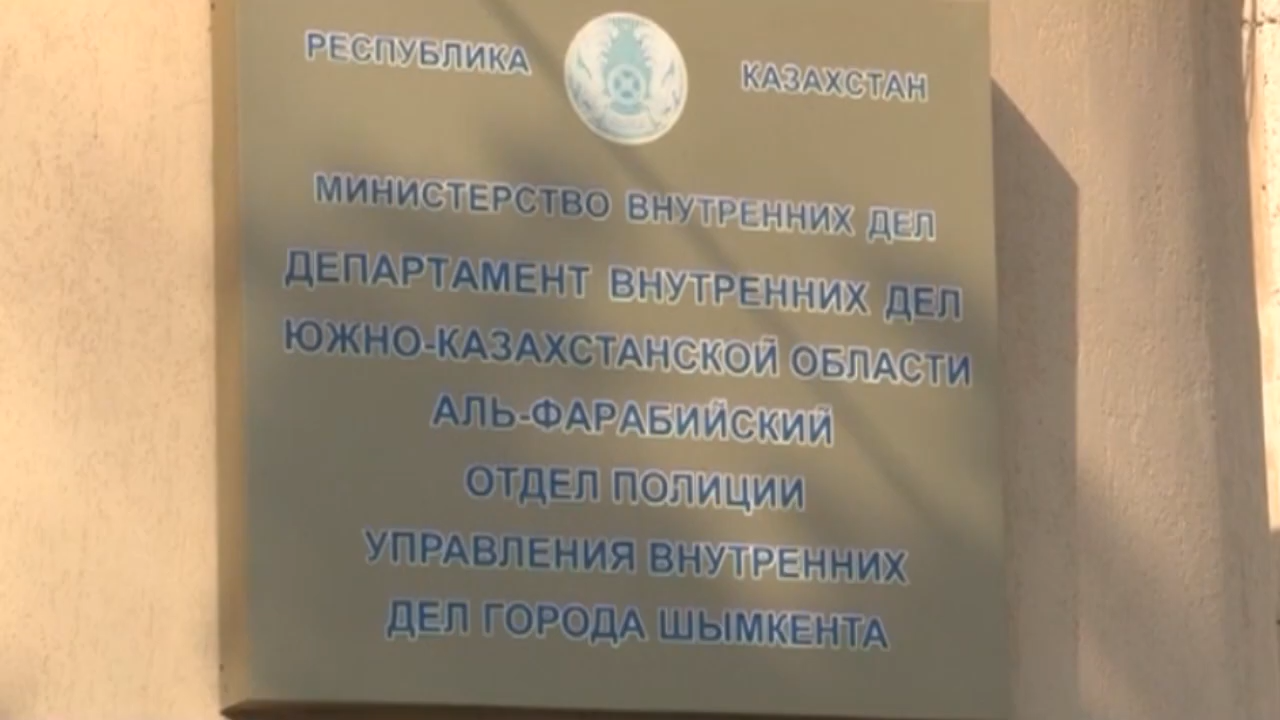 РЕСПУБЛИКА КАЗАХСТАН
МИНИСТЕРСТВО ВНУТРЕННИХ ДЕЛ
ДЕПАРТАМЕНТ ВНУТРЕННИХ ДЕЛ
ЮЖНО-КАЗАХСТАНСКОЙ ОБЛАСТИ
АЛЬ-ФАРАБИЙСКИЙ
ОТДЕЛ ПОЛИЦИИ
УПРАВЛЕНИЯ ВНУТРЕННИХ
ДЕЛ ГОРОДА ШЫМКЕНТА